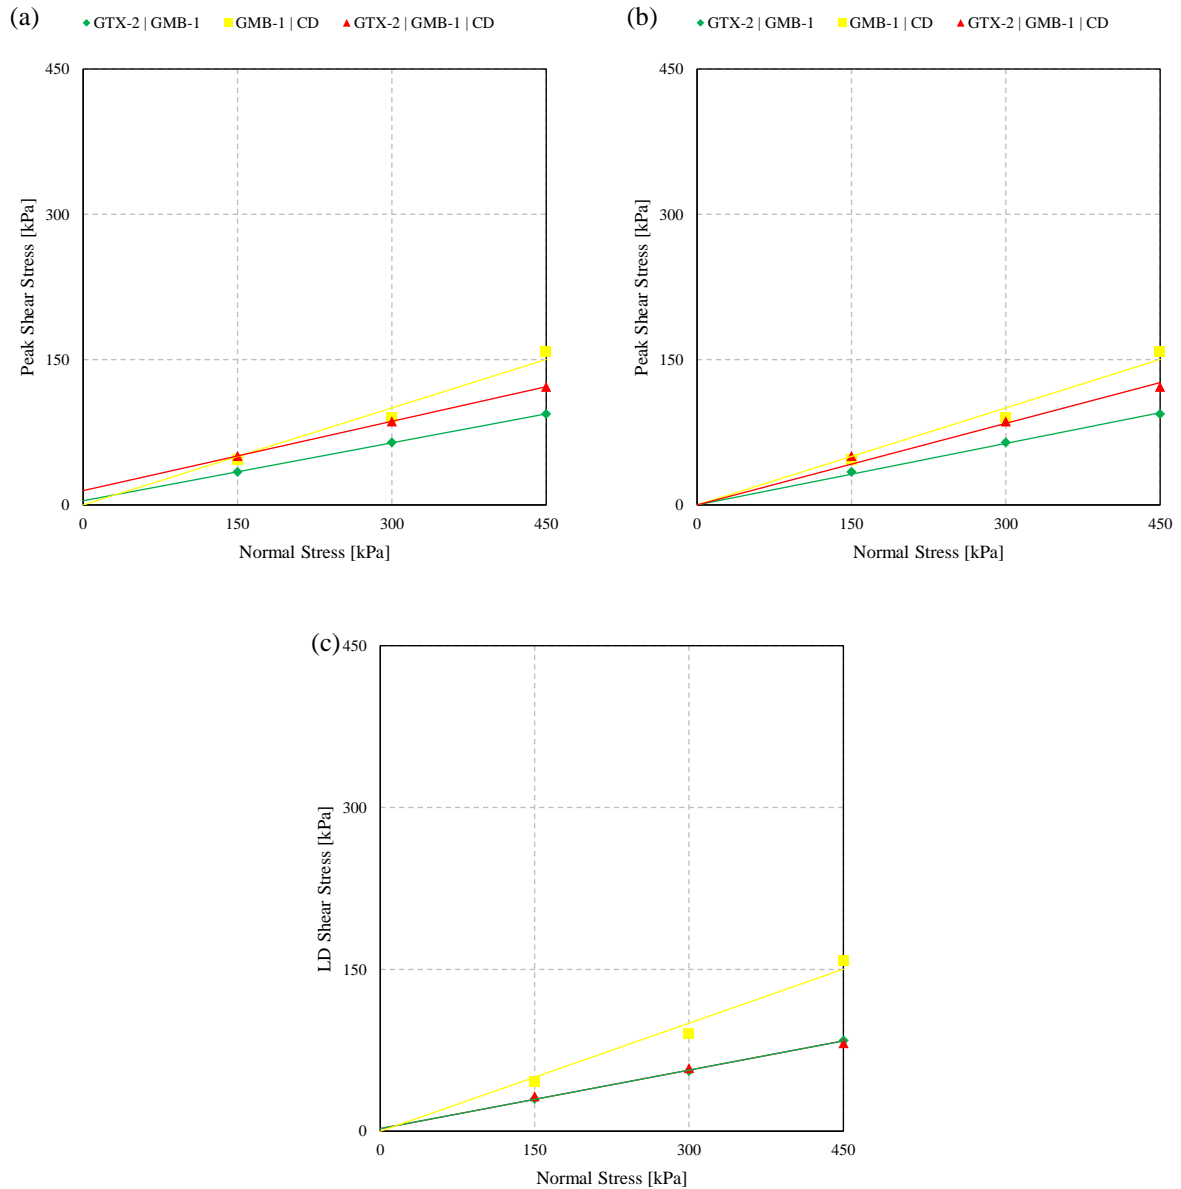 (a)
GTX-2 | GMB-1
GMB-1 | CD
GTX-2 | GMB-1 | CD
450
300
150
0
Peak Shear Stress [kPa]
0
150
300
450
Normal Stress [kPa]
(b)
GTX-2 | GMB-1
GMB-1 | CD
GTX-2 | GMB-1 | CD
450
300
150
0
Peak Shear Stress [kPa]
0
150
300
450
Normal Stress [kPa]
(c)
450
300
150
0
LD Shear Stress [kPa]
0
150
300
450
Normal Stress [kPa]